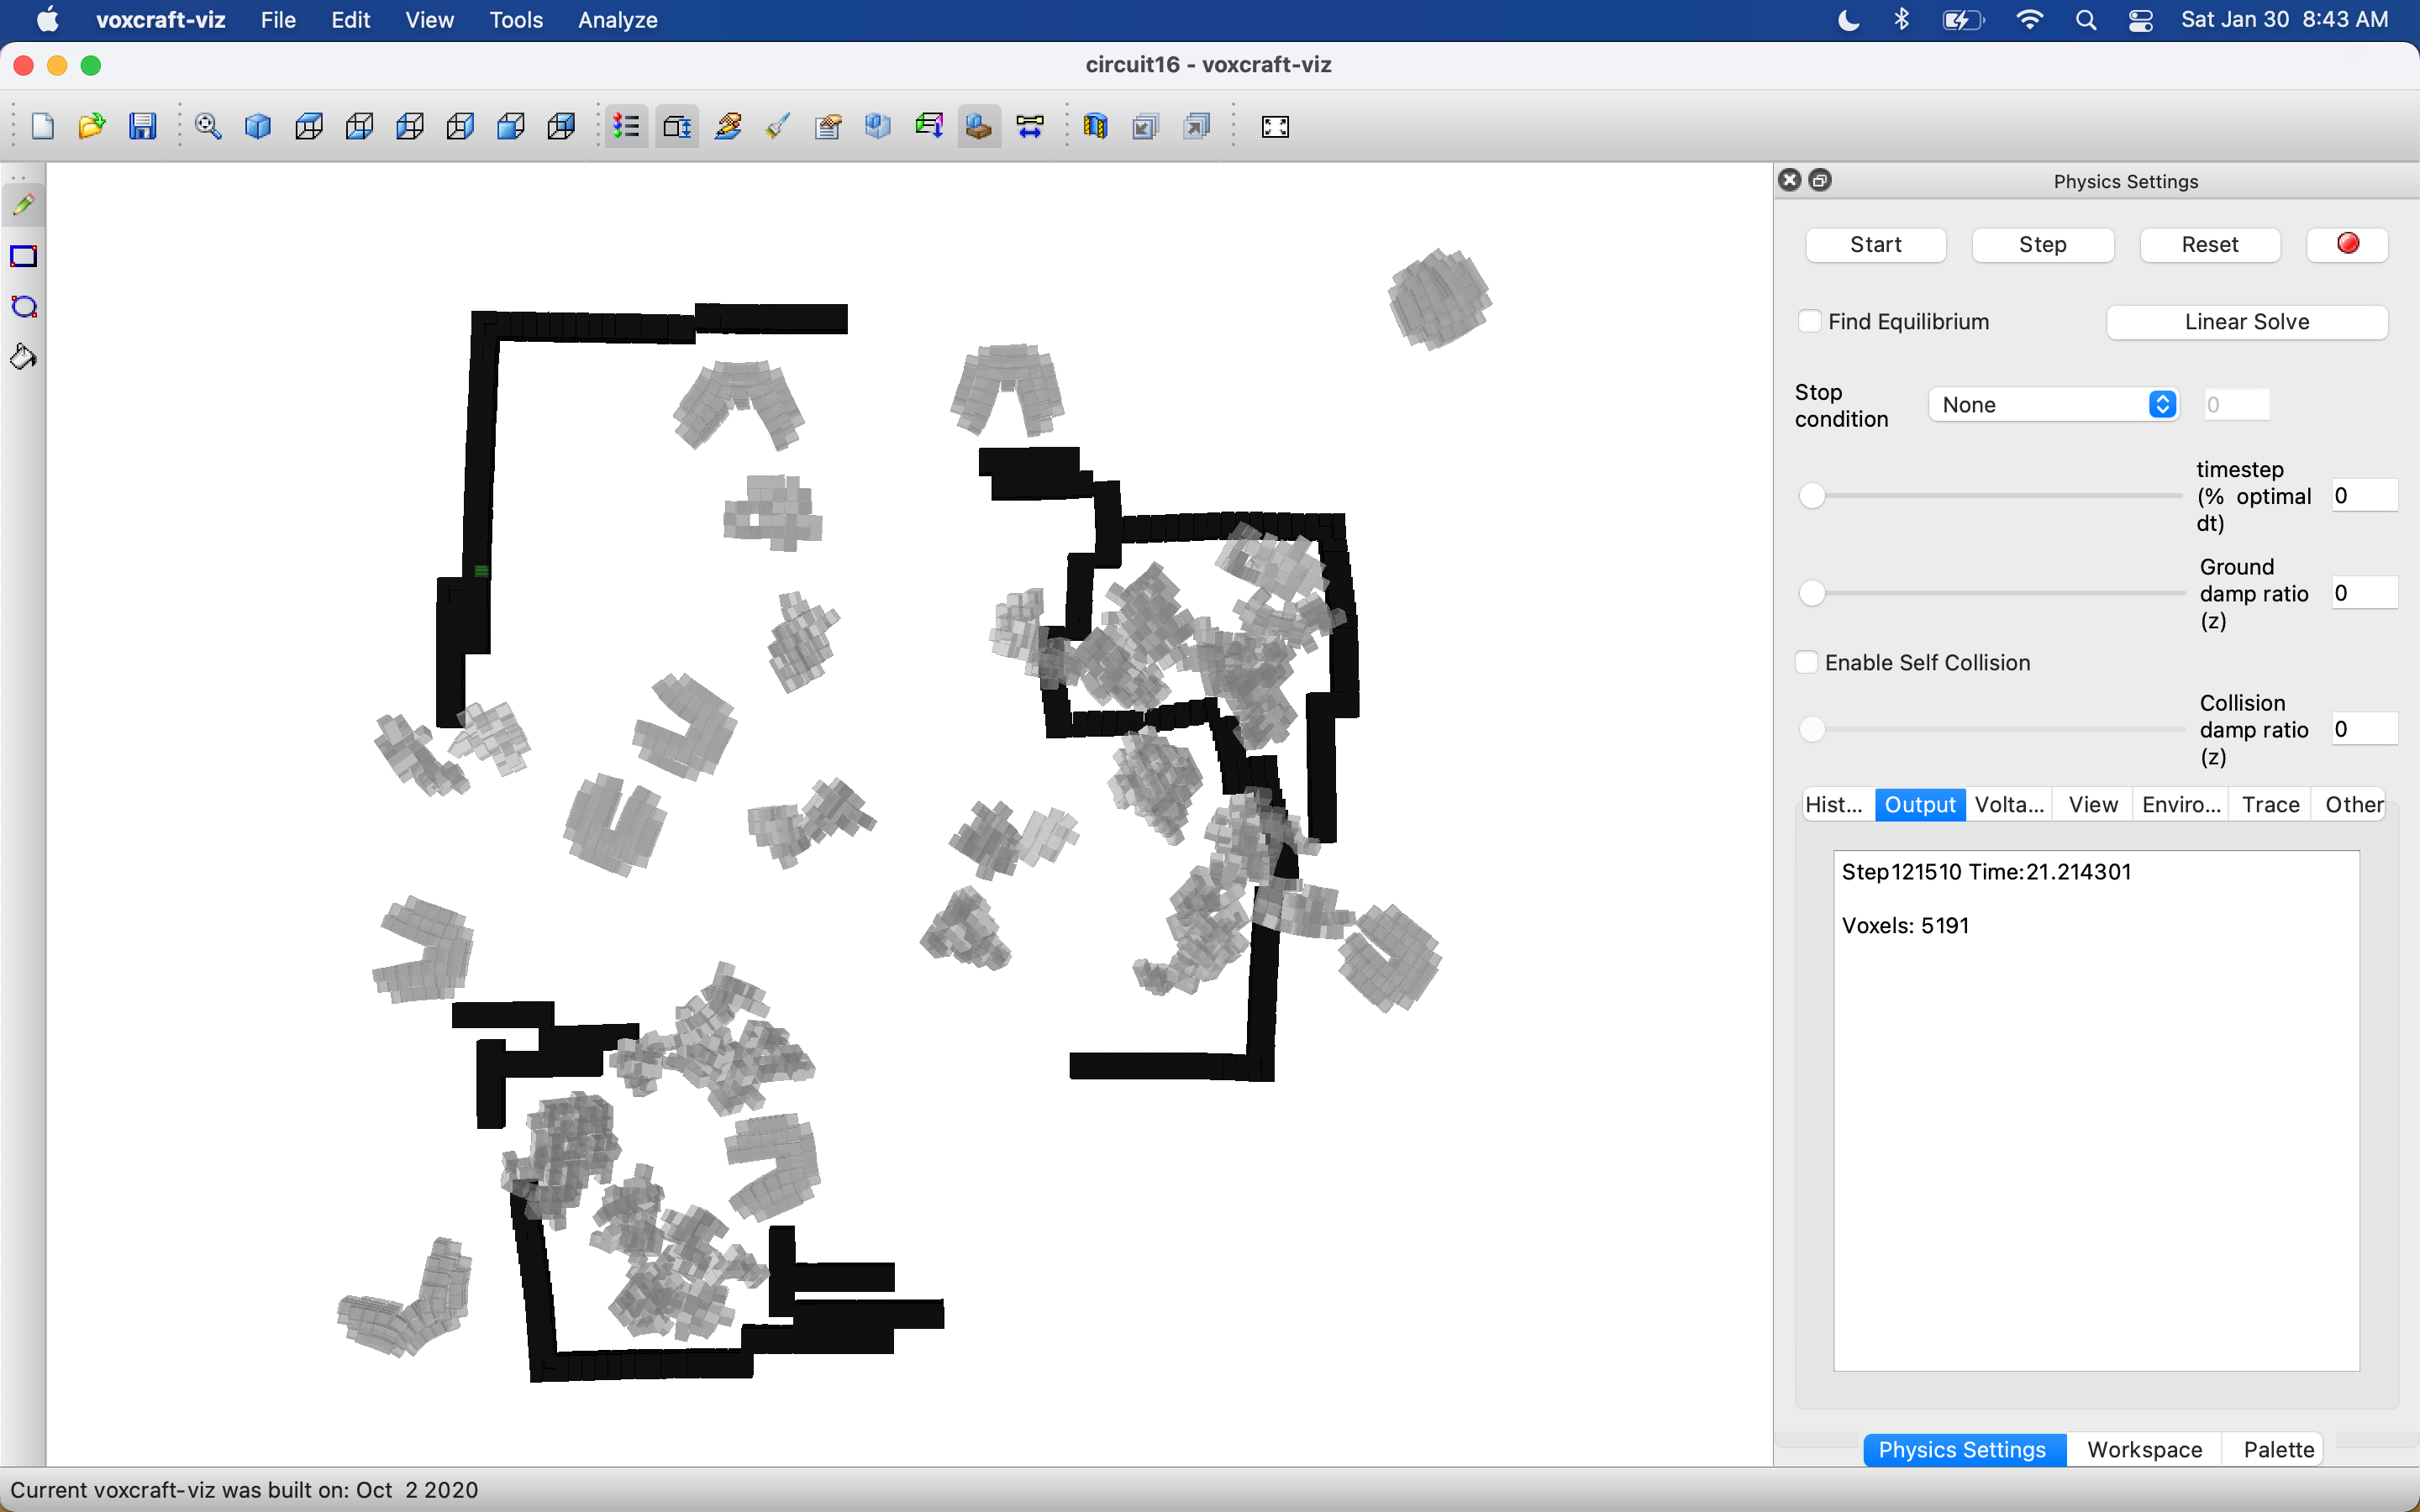 voxcraft-viz File Edit View Tools Analyze Sat Jan 30 8:43 AM
circuit16 - voxcraft-viz
Physics Settings
Start Step Reset
Find Equilibrium Linear Solve
Stop
condition
None
0
timestep
(% optimal
dt)
0
Ground
damp ratio
(z)
0
Enable Self Collision
Collision
damp ratio
(z)
0
Hist... Output Volta... View Enviro... Trace Other
Step121510 Time:21.214301
Voxels: 5191
Physics Settings Workspace Palette
Current voxcraft-viz was built on: Oct 2 2020